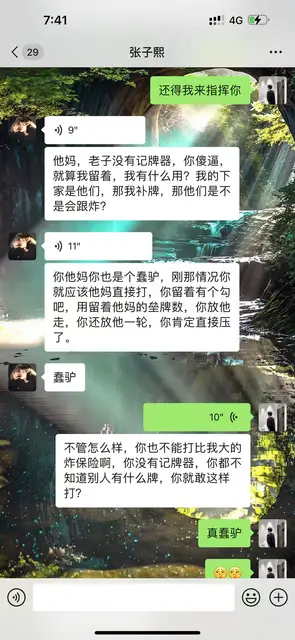 7:41
4G
29
张子熙
还得我来指挥你
9"
他妈，老子没有记牌器，你傻逼，
就算我留着，我有什么用？我的下
家是他们，那我补牌，那他们是不
是会跟炸？
11"
你他妈你也是个蠢驴，刚那情况你
就应该他妈直接打，你留着有个勾
吧，用留着他妈的垒牌数，你放他
走，你还放他一轮，你肯定直接压
了。
蠢驴
10"
不管怎么样，你也不能打比我大的
炸保险啊，你没有记牌器，你都不
知道别人有什么牌，你就敢这样
打？
真蠢驴